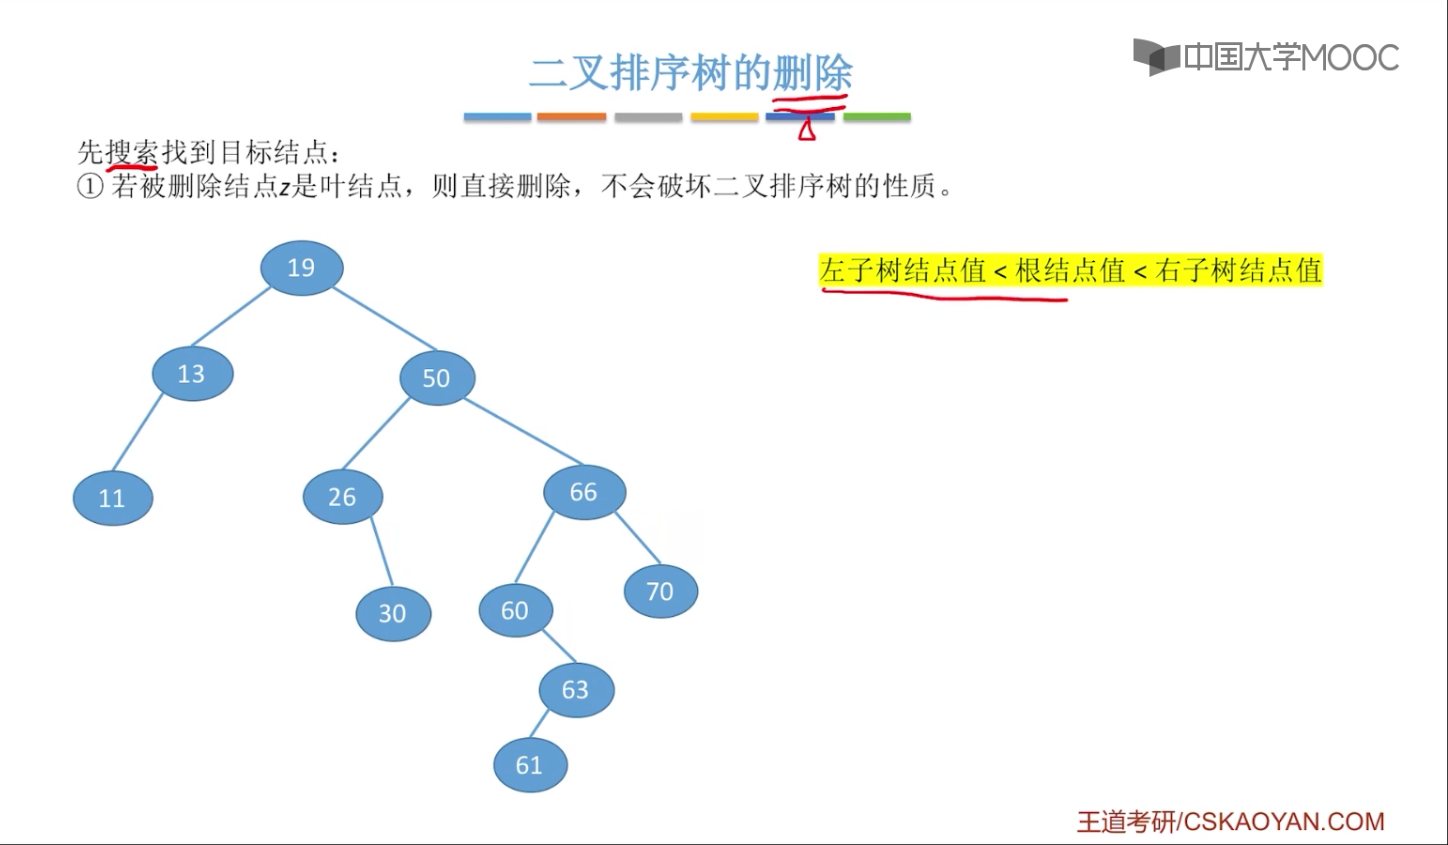 中国大学MOOC
二叉排序树的删除
先搜索找到目标结点：
① 若被删除结点z是叶结点，则直接删除，不会破坏二叉排序树的性质。
左子树结点值 < 根结点值 < 右子树结点值
19
13
50
11
26
66
30
60
70
63
61
王道考研/CSKAOYAN.COM